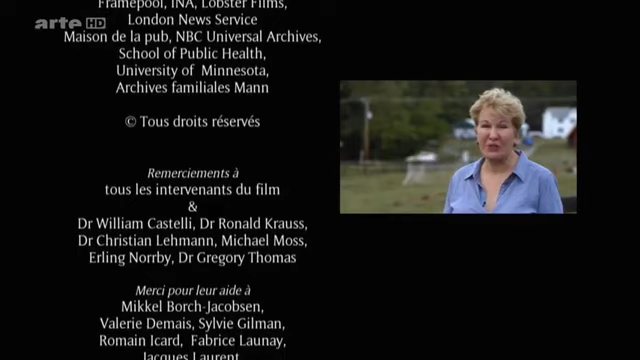 Framepool, INA, Lobster Films,
arte HD
London News Service
Maison de la pub, NBC Universal Archives,
School of Public Health,
University of Minnesota,
Archives familiales Mann
© Tous droits réservés
Remerciements à
tous les intervenants du film
&
Dr William Castelli, Dr Ronald Krauss,
Dr Christian Lehmann, Michael Moss,
Erling Norrby, Dr Gregory Thomas
Merci pour leur aide à
Mikkel Borch-Jacobsen,
Valerie Demais, Sylvie Gilman,
Romain Icard, Fabrice Launay,
Jacques Laurent